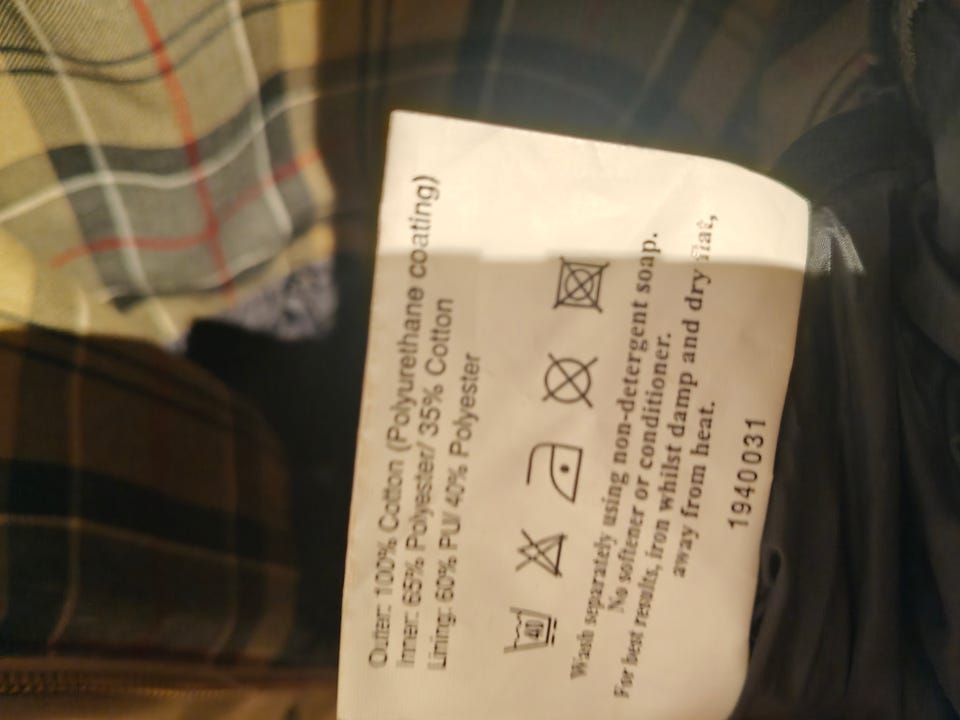 Outer: 100% Cotton (Polyurethane coating)
Inner: 65% Polyester/ 35% Cotton
Lining: 60% PU/ 40% Polyester
40
Wash separately using non-detergent soap.
No softener or conditioner.
For best results, iron whilst damp and dry flat,
away from heat.
1940031